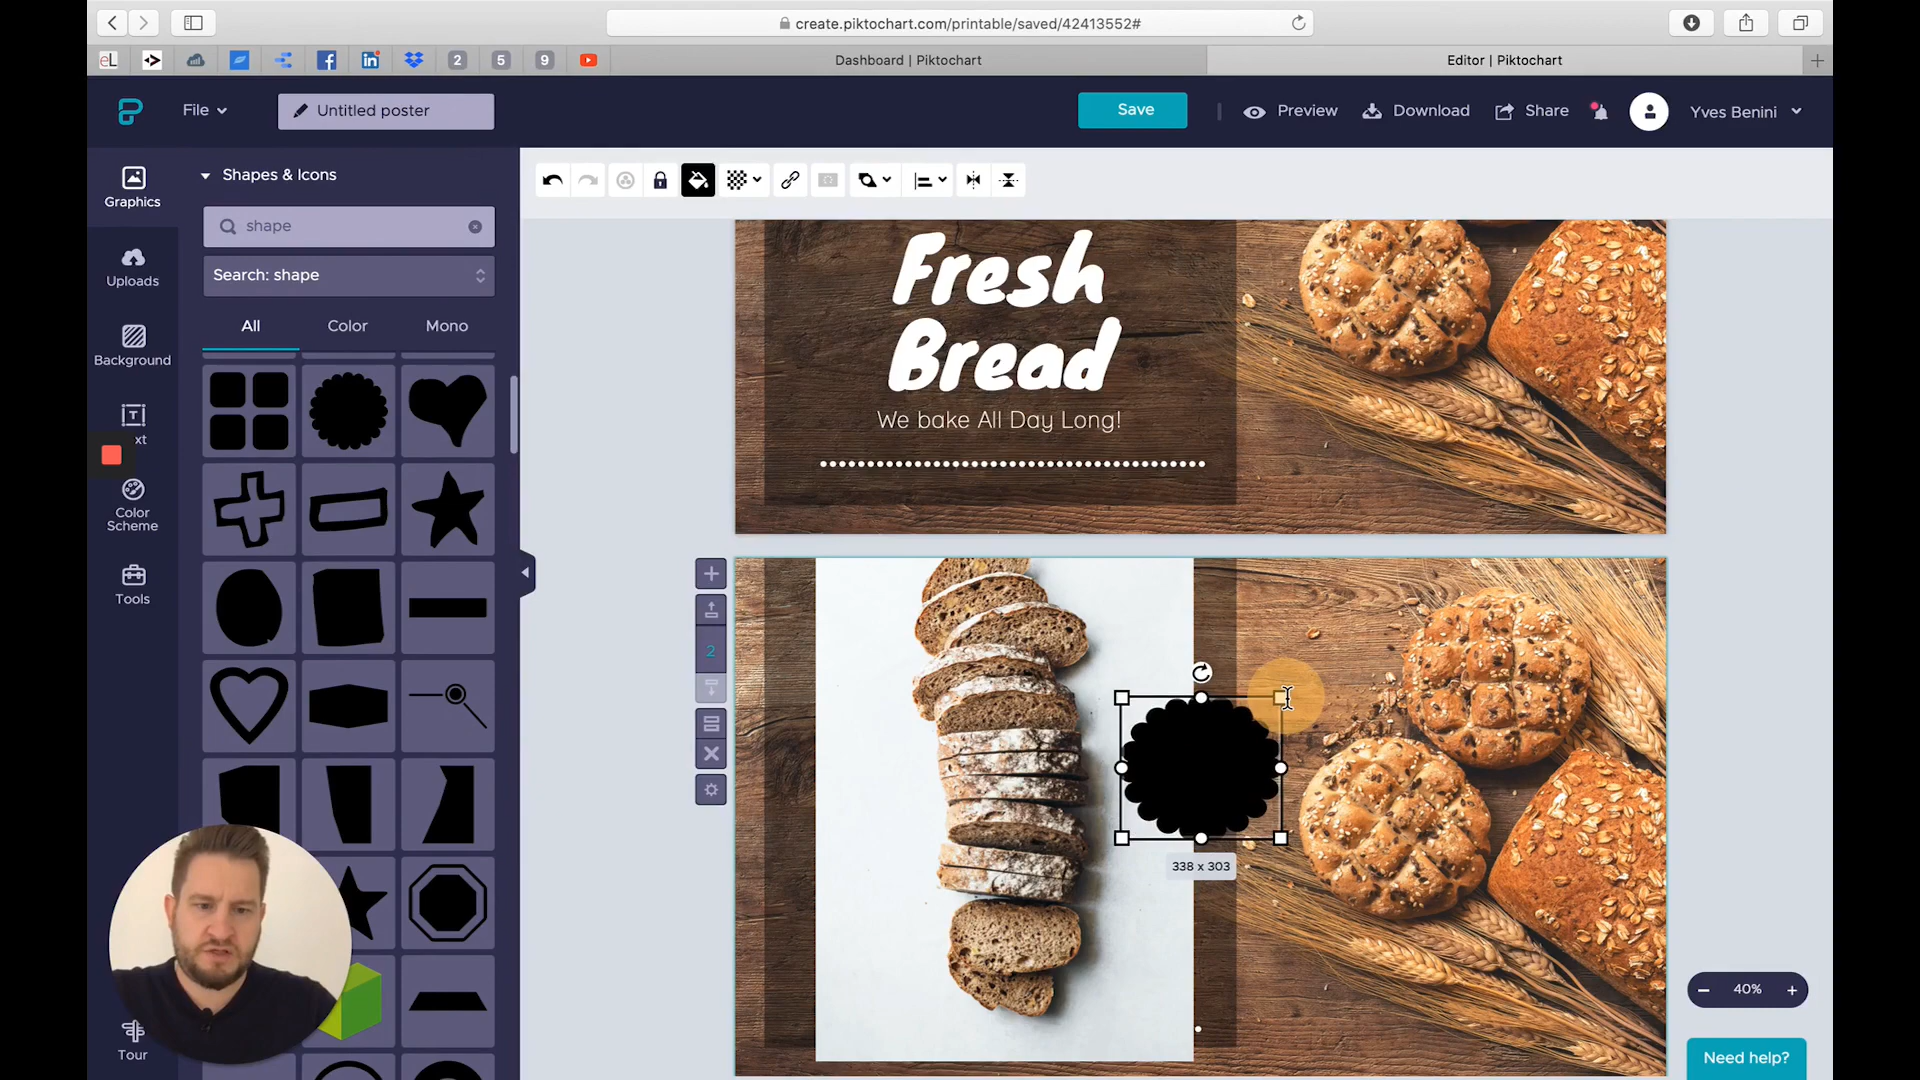 create.piktochart.com/printable/saved/42413552#
eL
2
5
9
Dashboard | Piktochart
Editor | Piktochart
File
Untitled poster
Save
Preview
Download
Share
Yves Benini
Graphics
Uploads
Background
xt
Color
Scheme
Tools
Tour
Shapes & Icons
shape
Search: shape
All
Color
Mono
Fresh
Bread
We bake All Day Long!
2
338 x 303
40%
Need help?